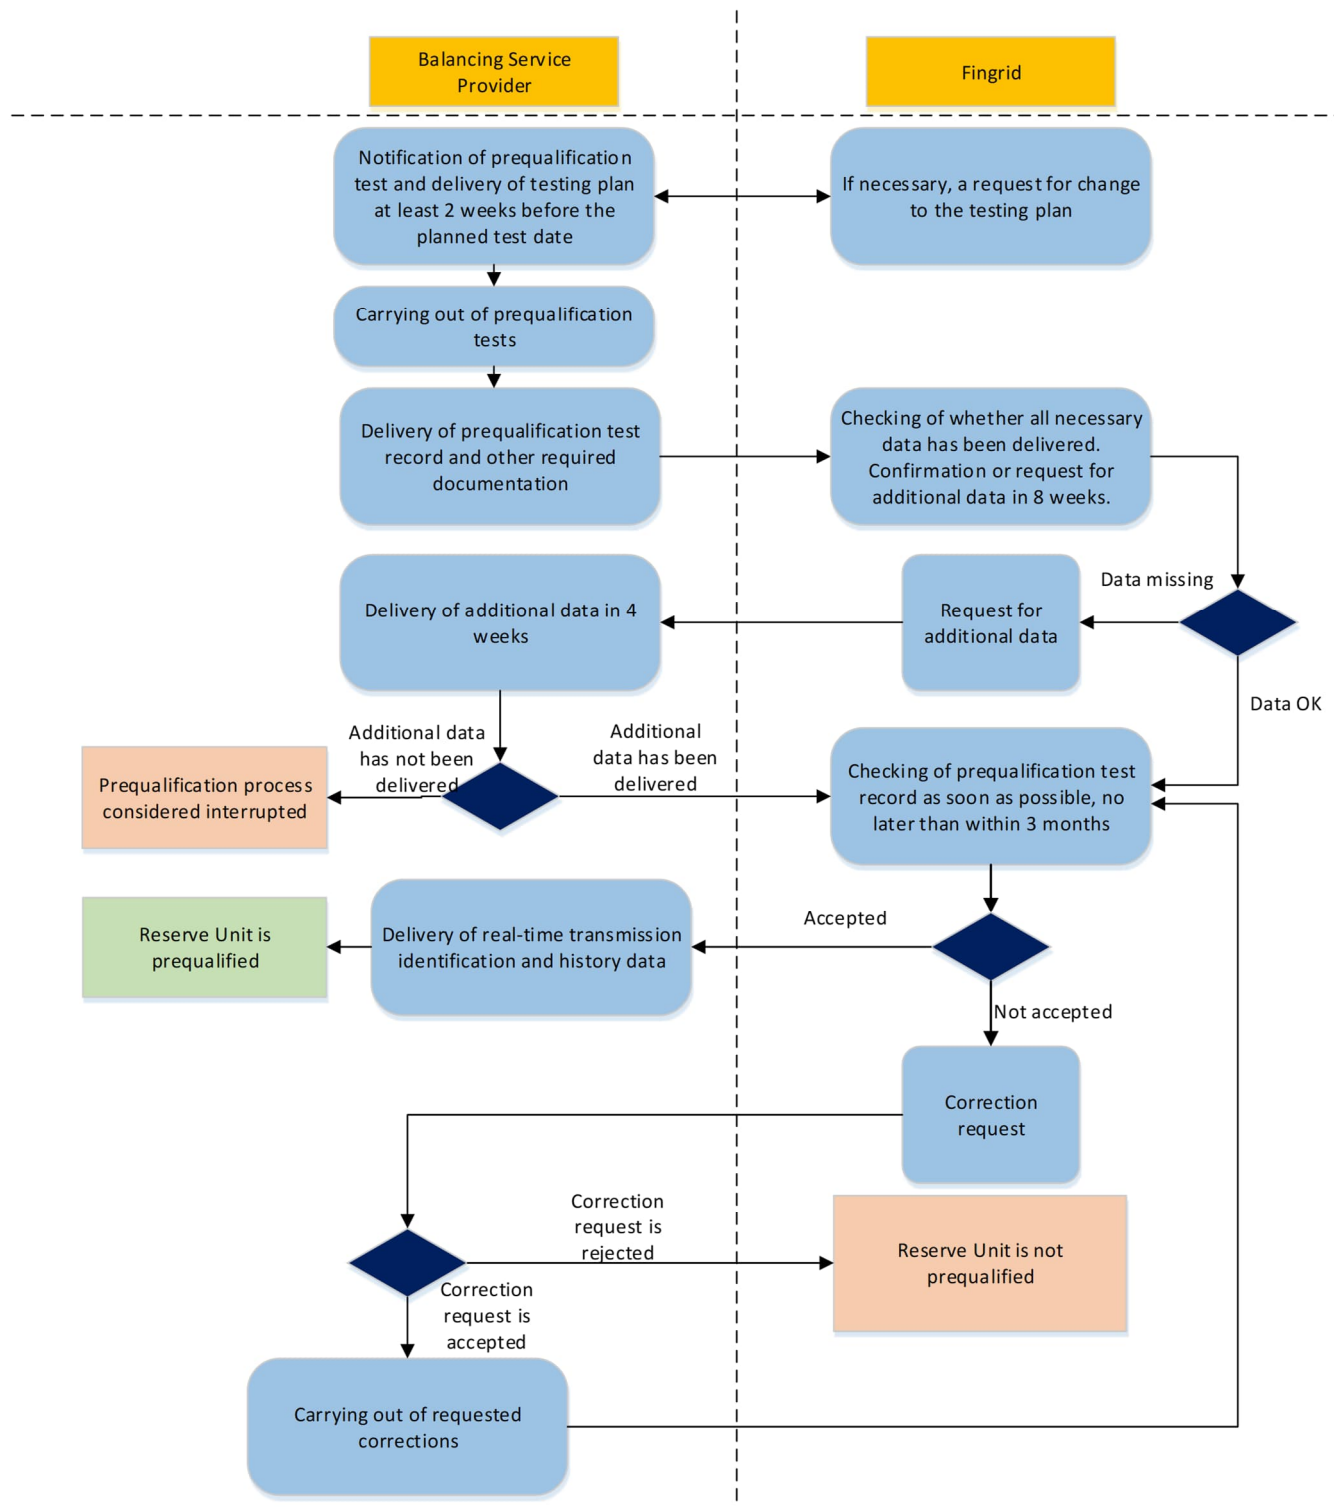 Balancing Service
Provider
Fingrid
Notification of prequalification
test and delivery of testing plan
at least 2 weeks before the
planned test date
If necessary, a request for change
to the testing plan
Carrying out of prequalification
tests
Delivery of prequalification test
record and other required
documentation
Checking of whether all necessary
data has been delivered.
Confirmation or request for
additional data in 8 weeks.
Data missing
Request for
additional data
Delivery of additional data in 4
weeks
Data OK
Additional data
has not been
delivered
Additional
data has been
delivered
Prequalification process
considered interrupted
Checking of prequalification test
record as soon as possible, no
later than within 3 months
Accepted
Delivery of real-time transmission
identification and history data
Reserve Unit is
prequalified
Not accepted
Correction
request
Correction
request is
rejected
Reserve Unit is not
prequalified
Correction
request is
accepted
Carrying out of requested
corrections